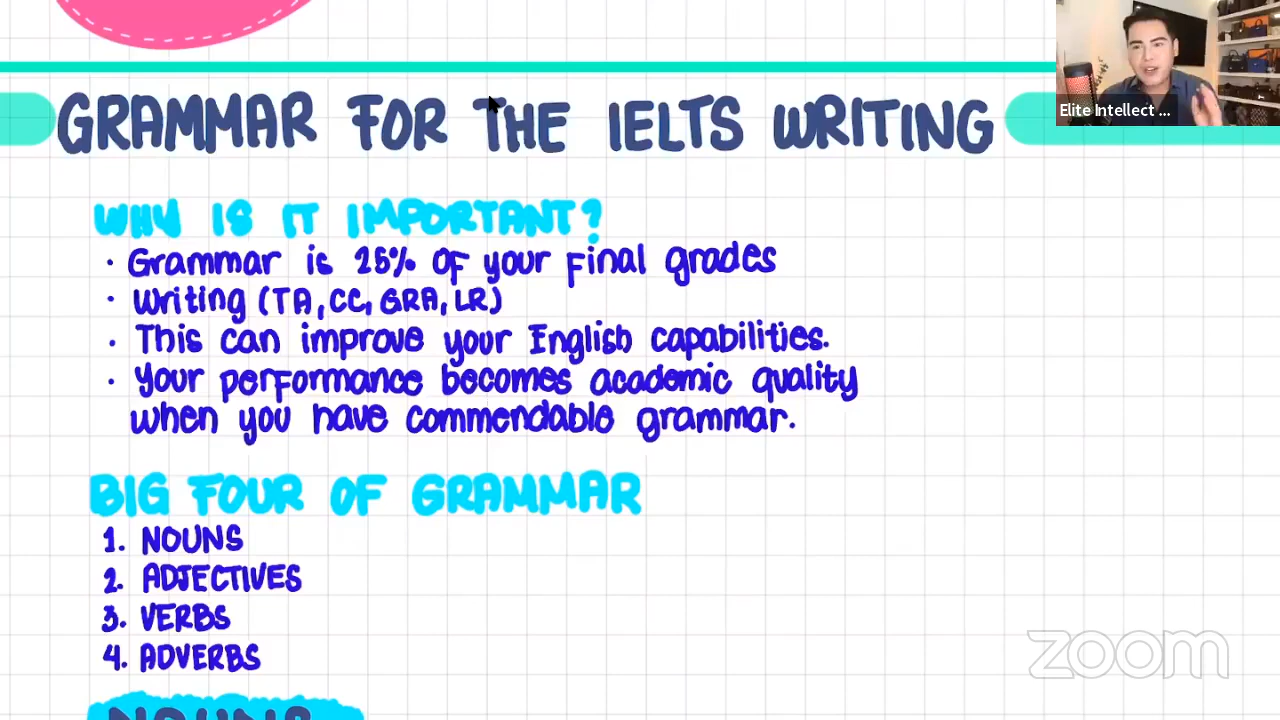 Elite Intellect ...
GRAMMAR FOR THE IELTS WRITING
WHY IS IT IMPORTANT?
• Grammar is 25% of your final grades
• Writing (TA, CC, GRA, LR)
• This can improve your English capabilities.
• Your performance becomes academic quality
when you have commendable grammar.
BIG FOUR OF GRAMMAR
1. NOUNS
2. ADJECTIVES
3. VERBS
4. ADVERBS
NOUNS
zoom